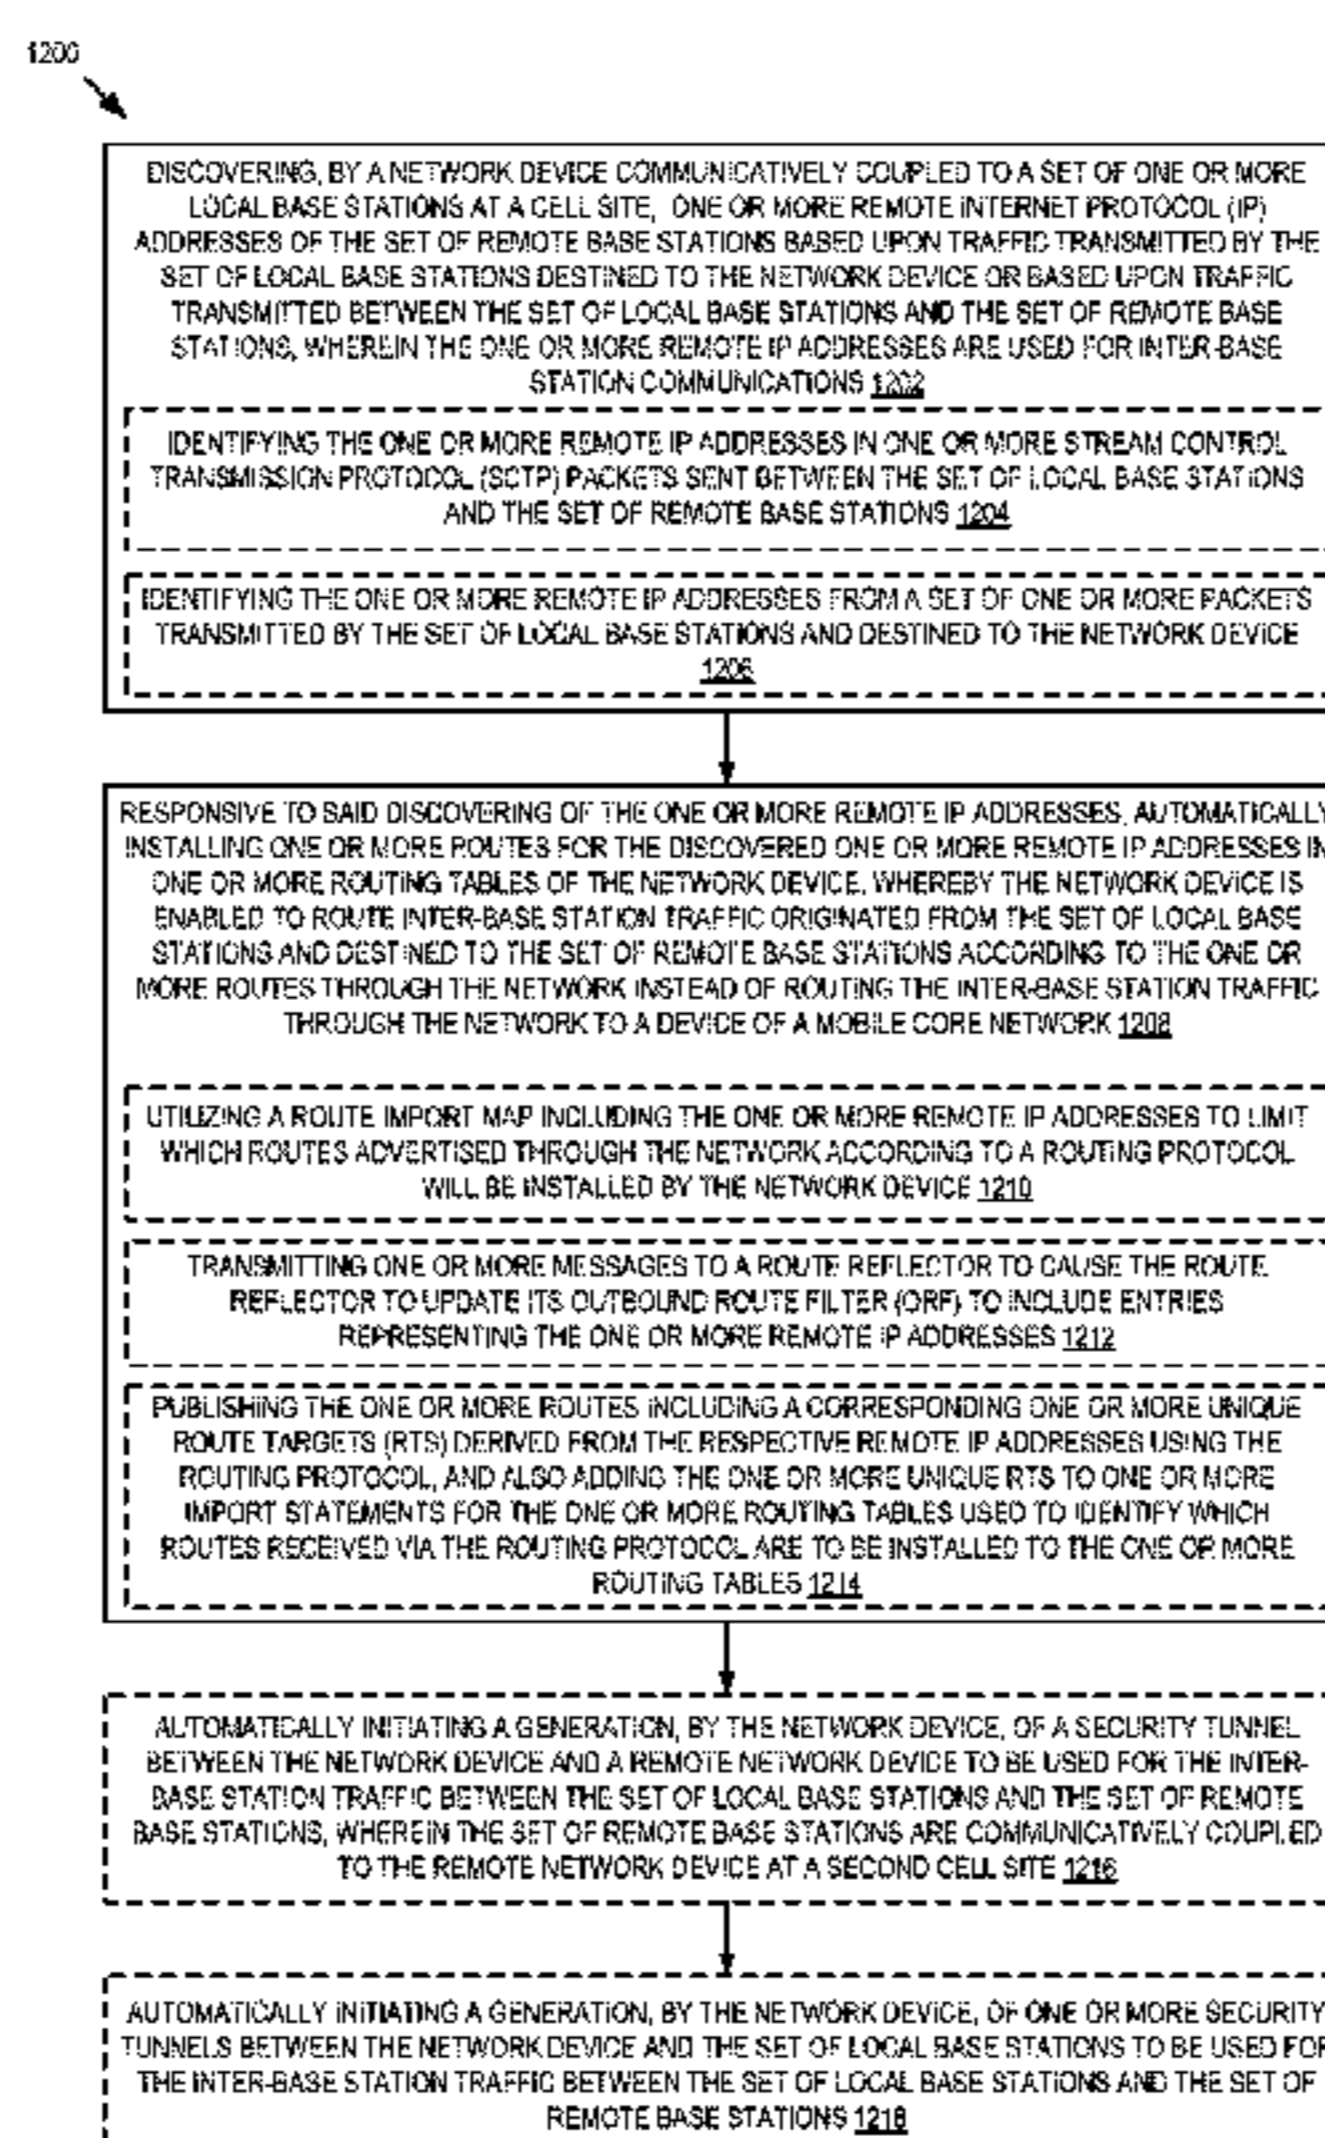 1200
DISCOVERING, BY A NETWORK DEVICE COMMUNICATIVELY COUPLED TO A SET OF ONE OR MORE
LOCAL BASE STATIONS AT A CELL SITE, ONE OR MORE REMOTE INTERNET PROTOCOL (IP)
ADDRESSES OF THE SET OF REMOTE BASE STATIONS BASED UPON TRAFFIC TRANSMITTED BY THE
SET OF LOCAL BASE STATIONS DESTINED TO THE NETWORK DEVICE OR BASED UPON TRAFFIC
TRANSMITTED BETWEEN THE SET OF LOCAL BASE STATIONS AND THE SET OF REMOTE BASE
STATIONS, WHEREIN THE ONE OR MORE REMOTE IP ADDRESSES ARE USED FOR INTER-BASE
STATION COMMUNICATIONS 1202
IDENTIFYING THE ONE OR MORE REMOTE IP ADDRESSES IN ONE OR MORE STREAM CONTROL
TRANSMISSION PROTOCOL (SCTP) PACKETS SENT BETWEEN THE SET OF LOCAL BASE STATIONS
AND THE SET OF REMOTE BASE STATIONS 1204
IDENTIFYING THE ONE OR MORE REMOTE IP ADDRESSES FROM A SET OF ONE OR MORE PACKETS
TRANSMITTED BY THE SET OF LOCAL BASE STATIONS AND DESTINED TO THE NETWORK DEVICE
1206
RESPONSIVE TO SAID DISCOVERING OF THE ONE OR MORE REMOTE IP ADDRESSES, AUTOMATICALLY
INSTALLING ONE OR MORE ROUTES FOR THE DISCOVERED ONE OR MORE REMOTE IP ADDRESSES IN
ONE OR MORE ROUTING TABLES OF THE NETWORK DEVICE, WHEREBY THE NETWORK DEVICE IS
ENABLED TO ROUTE INTER-BASE STATION TRAFFIC ORIGINATED FROM THE SET OF LOCAL BASE
STATIONS AND DESTINED TO THE SET OF REMOTE BASE STATIONS ACCORDING TO THE ONE OR
MORE ROUTES THROUGH THE NETWORK INSTEAD OF ROUTING THE INTER-BASE STATION TRAFFIC
THROUGH THE NETWORK TO A DEVICE OF A MOBILE CORE NETWORK 1208
UTILIZING A ROUTE IMPORT MAP INCLUDING THE ONE OR MORE REMOTE IP ADDRESSES TO LIMIT
WHICH ROUTES ADVERTISED THROUGH THE NETWORK ACCORDING TO A ROUTING PROTOCOL
WILL BE INSTALLED BY THE NETWORK DEVICE 1210
TRANSMITTING ONE OR MORE MESSAGES TO A ROUTE REFLECTOR TO CAUSE THE ROUTE
REFLECTOR TO UPDATE ITS OUTBOUND ROUTE FILTER (ORF) TO INCLUDE ENTRIES
REPRESENTING THE ONE OR MORE REMOTE IP ADDRESSES 1212
PUBLISHING THE ONE OR MORE ROUTES INCLUDING A CORRESPONDING ONE OR MORE UNIQUE
ROUTE TARGETS (RTS) DERIVED FROM THE RESPECTIVE REMOTE IP ADDRESSES USING THE
ROUTING PROTOCOL, AND ALSO ADDING THE ONE OR MORE UNIQUE RTS TO ONE OR MORE
IMPORT STATEMENTS FOR THE ONE OR MORE ROUTING TABLES USED TO IDENTIFY WHICH
ROUTES RECEIVED VIA THE ROUTING PROTOCOL ARE TO BE INSTALLED TO THE ONE OR MORE
ROUTING TABLES 1214
AUTOMATICALLY INITIATING A GENERATION, BY THE NETWORK DEVICE, OF A SECURITY TUNNEL
BETWEEN THE NETWORK DEVICE AND A REMOTE NETWORK DEVICE TO BE USED FOR THE INTER-
BASE STATION TRAFFIC BETWEEN THE SET OF LOCAL BASE STATIONS AND THE SET OF REMOTE
BASE STATIONS, WHEREIN THE SET OF REMOTE BASE STATIONS ARE COMMUNICATIVELY COUPLED
TO THE REMOTE NETWORK DEVICE AT A SECOND CELL SITE 1216
AUTOMATICALLY INITIATING A GENERATION, BY THE NETWORK DEVICE, OF ONE OR MORE SECURITY
TUNNELS BETWEEN THE NETWORK DEVICE AND THE SET OF LOCAL BASE STATIONS TO BE USED FOR
THE INTER-BASE STATION TRAFFIC BETWEEN THE SET OF LOCAL BASE STATIONS AND THE SET OF
REMOTE BASE STATIONS 1218